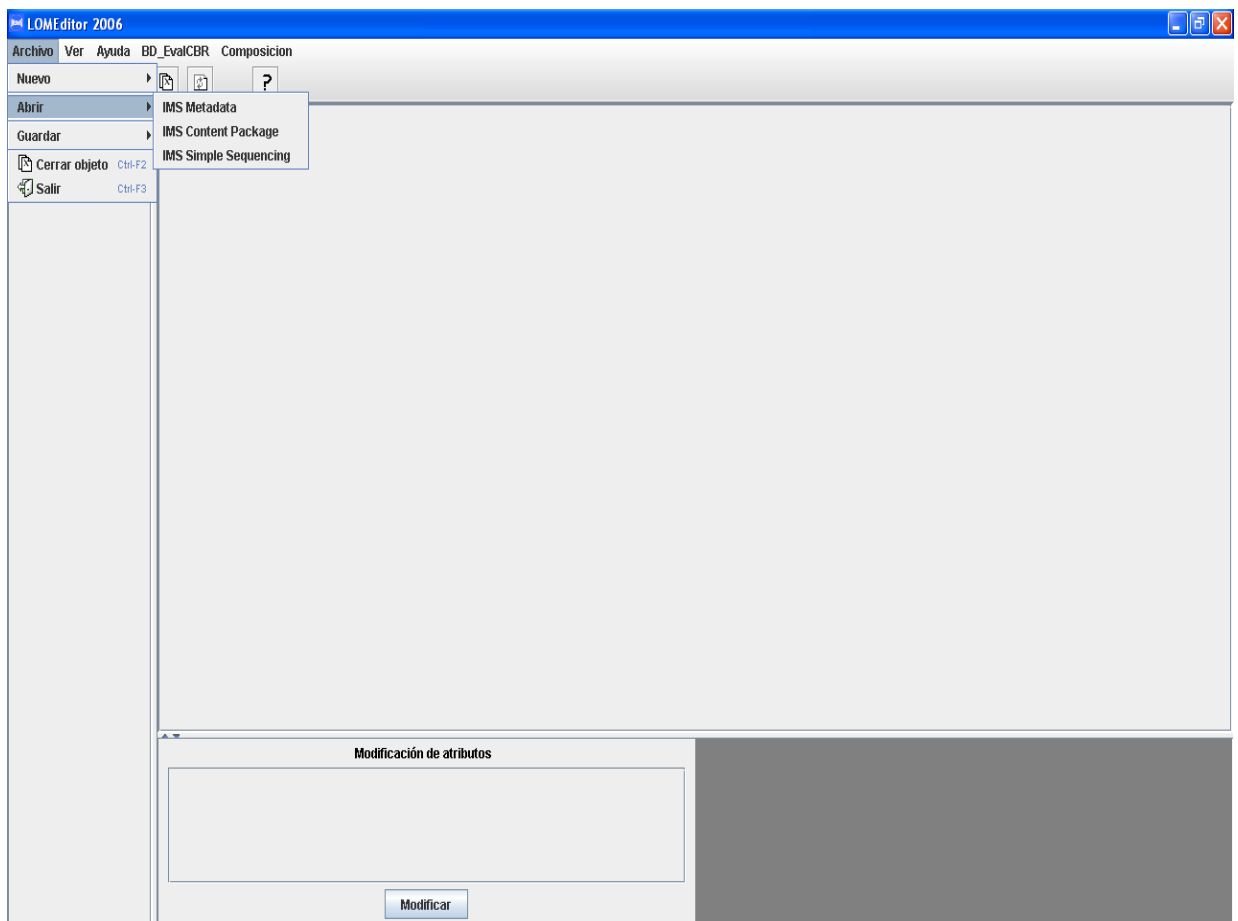 LOMEditor 2006
Archivo Ver Ayuda BD_EvalCBR Composicion
Nuevo
?
Abrir
IMS Metadata
IMS Content Package
Guardar
IMS Simple Sequencing
Cerrar objeto Ctrl-F2
Salir Ctrl-F3
Modificación de atributos
Modificar